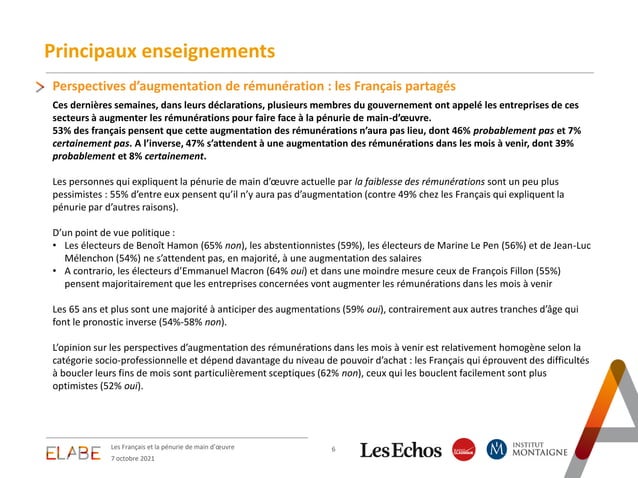 Principaux enseignements
Perspectives d’augmentation de rémunération : les Français partagés
Ces dernières semaines, dans leurs déclarations, plusieurs membres du gouvernement ont appelé les entreprises de ces
secteurs à augmenter les rémunérations pour faire face à la pénurie de main-d’œuvre.
53% des français pensent que cette augmentation des rémunérations n’aura pas lieu, dont 46% probablement pas et 7%
certainement pas. A l’inverse, 47% s’attendent à une augmentation des rémunérations dans les mois à venir, dont 39%
probablement et 8% certainement.
Les personnes qui expliquent la pénurie de main d’œuvre actuelle par la faiblesse des rémunérations sont un peu plus
pessimistes : 55% d’entre eux pensent qu’il n’y aura pas d’augmentation (contre 49% chez les Français qui expliquent la
pénurie par d’autres raisons).
D’un point de vue politique :
• Les électeurs de Benoît Hamon (65% non), les abstentionnistes (59%), les électeurs de Marine Le Pen (56%) et de Jean-Luc
Mélenchon (54%) ne s’attendent pas, en majorité, à une augmentation des salaires
• A contrario, les électeurs d’Emmanuel Macron (64% oui) et dans une moindre mesure ceux de François Fillon (55%)
pensent majoritairement que les entreprises concernées vont augmenter les rémunérations dans les mois à venir
Les 65 ans et plus sont une majorité à anticiper des augmentations (59% oui), contrairement aux autres tranches d’âge qui
font le pronostic inverse (54%-58% non).
L’opinion sur les perspectives d’augmentation des rémunérations dans les mois à venir est relativement homogène selon la
catégorie socio-professionnelle et dépend davantage du niveau de pouvoir d’achat : les Français qui éprouvent des difficultés
à boucler leurs fins de mois sont particulièrement sceptiques (62% non), ceux qui les bouclent facilement sont plus
optimistes (52% oui).
ELABE
Les Français et la pénurie de main d’œuvre
7 octobre 2021
6
Les Echos
RADIO CLASSIQUE
M
INSTITUT
MONTAIGNE